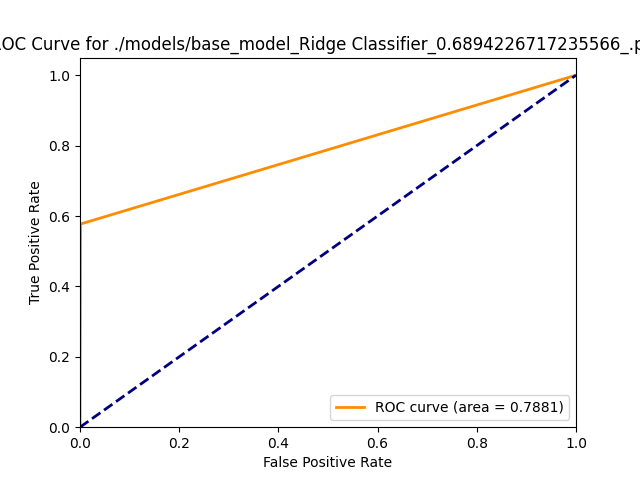 ROC Curve for ./models/base_model_Ridge Classifier_0.6894226717235566_.p
1.0
0.8
0.6
0.4
0.2
0.0
True Positive Rate
ROC curve (area = 0.7881)
0.0 0.2 0.4 0.6 0.8 1.0
False Positive Rate